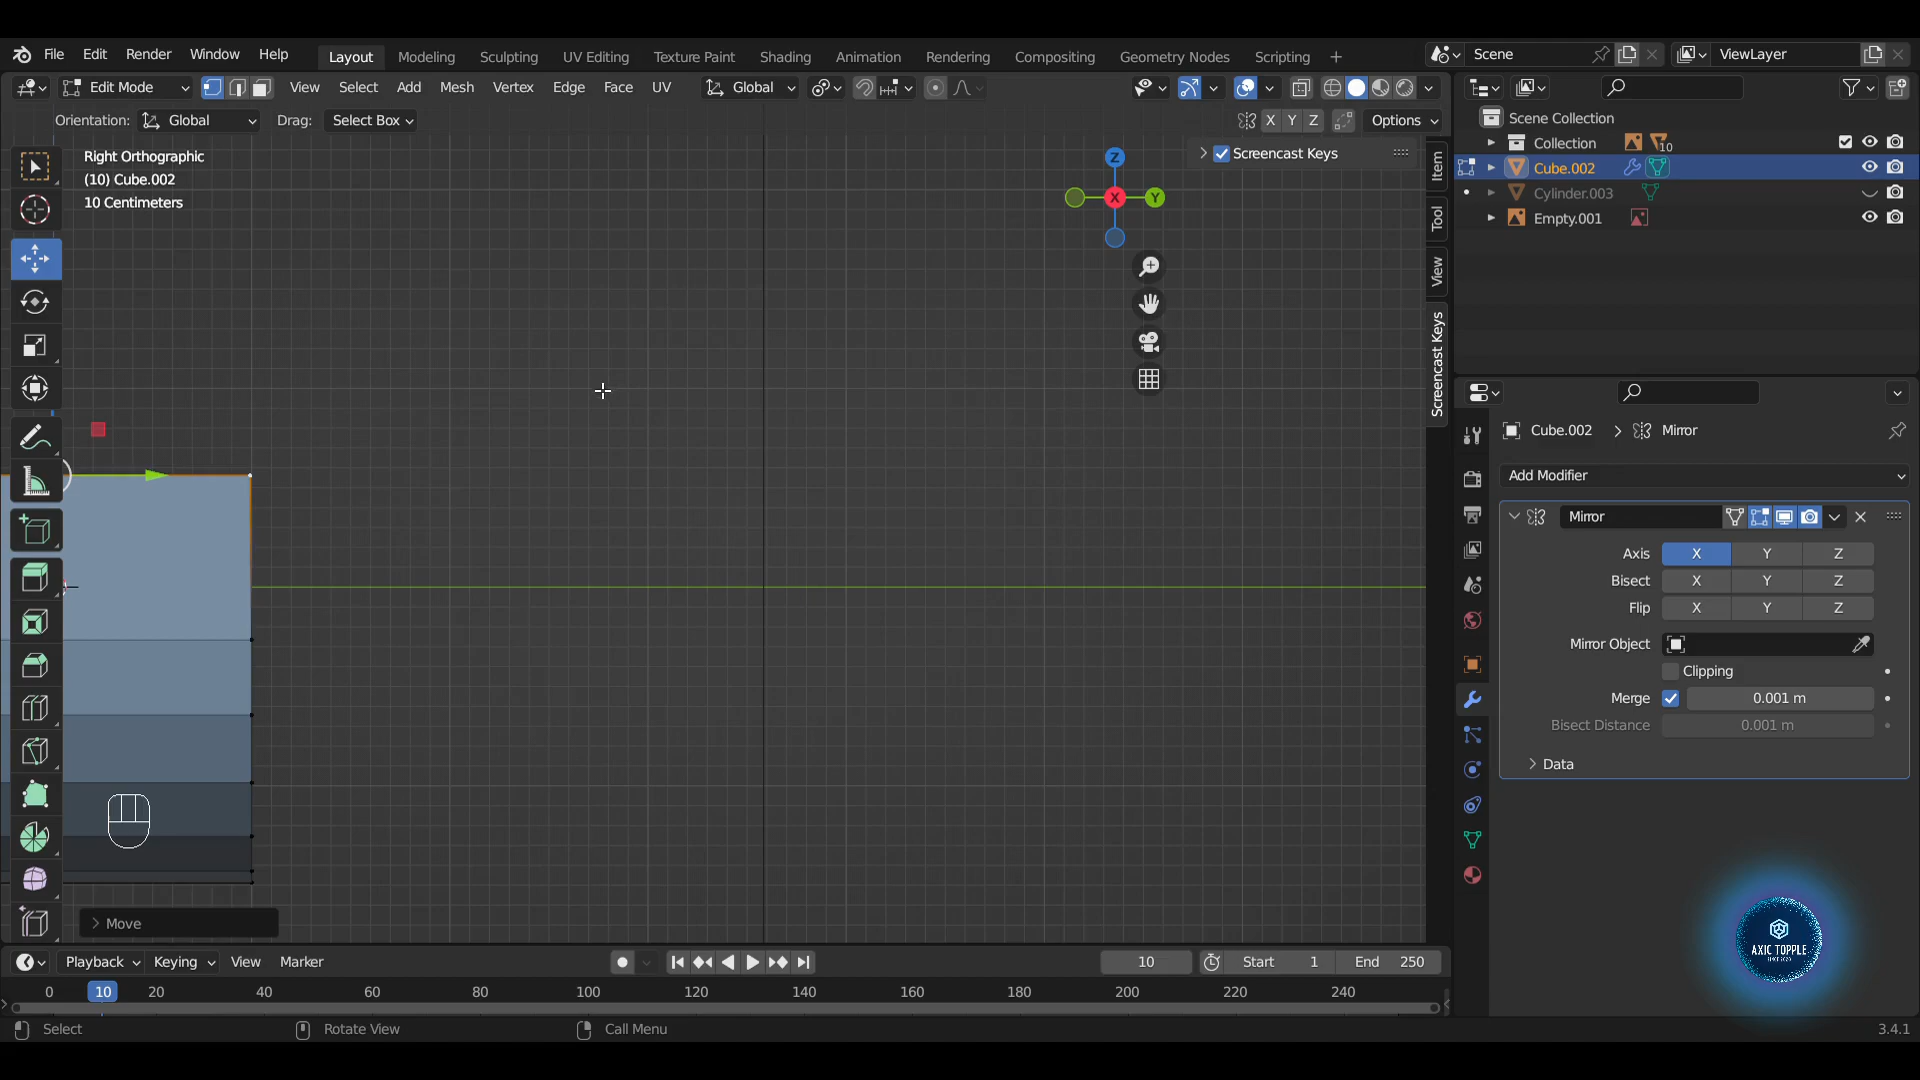 File Edit Render Window Help Layout Modeling Sculpting UV Editing Texture Paint Shading Animation Rendering Compositing Geometry Nodes Scripting + Scene ViewLayer
Edit Mode View Select Add Mesh Vertex Edge Face UV Global
Orientation: Global Drag: Select Box X Y Z Options
Right Orthographic
(10) Cube.002
10 Centimeters
Screencast Keys
Z
X
Y
Item
Tool
View
Screencast Keys
Scene Collection
Collection 10
Cube.002
Cylinder.003
Empty.001
Cube.002 > Mirror
Add Modifier
Mirror
Axis X Y Z
Bisect X Y Z
Flip X Y Z
Mirror Object
Clipping
Merge 0.001 m
Bisect Distance 0.001 m
Data
Move
AXIC TOPPLE
Playback Keying View Marker 10 Start 1 End 250
0 10 20 40 60 80 100 120 140 160 180 200 220 240
Select Rotate View Call Menu 3.4.1